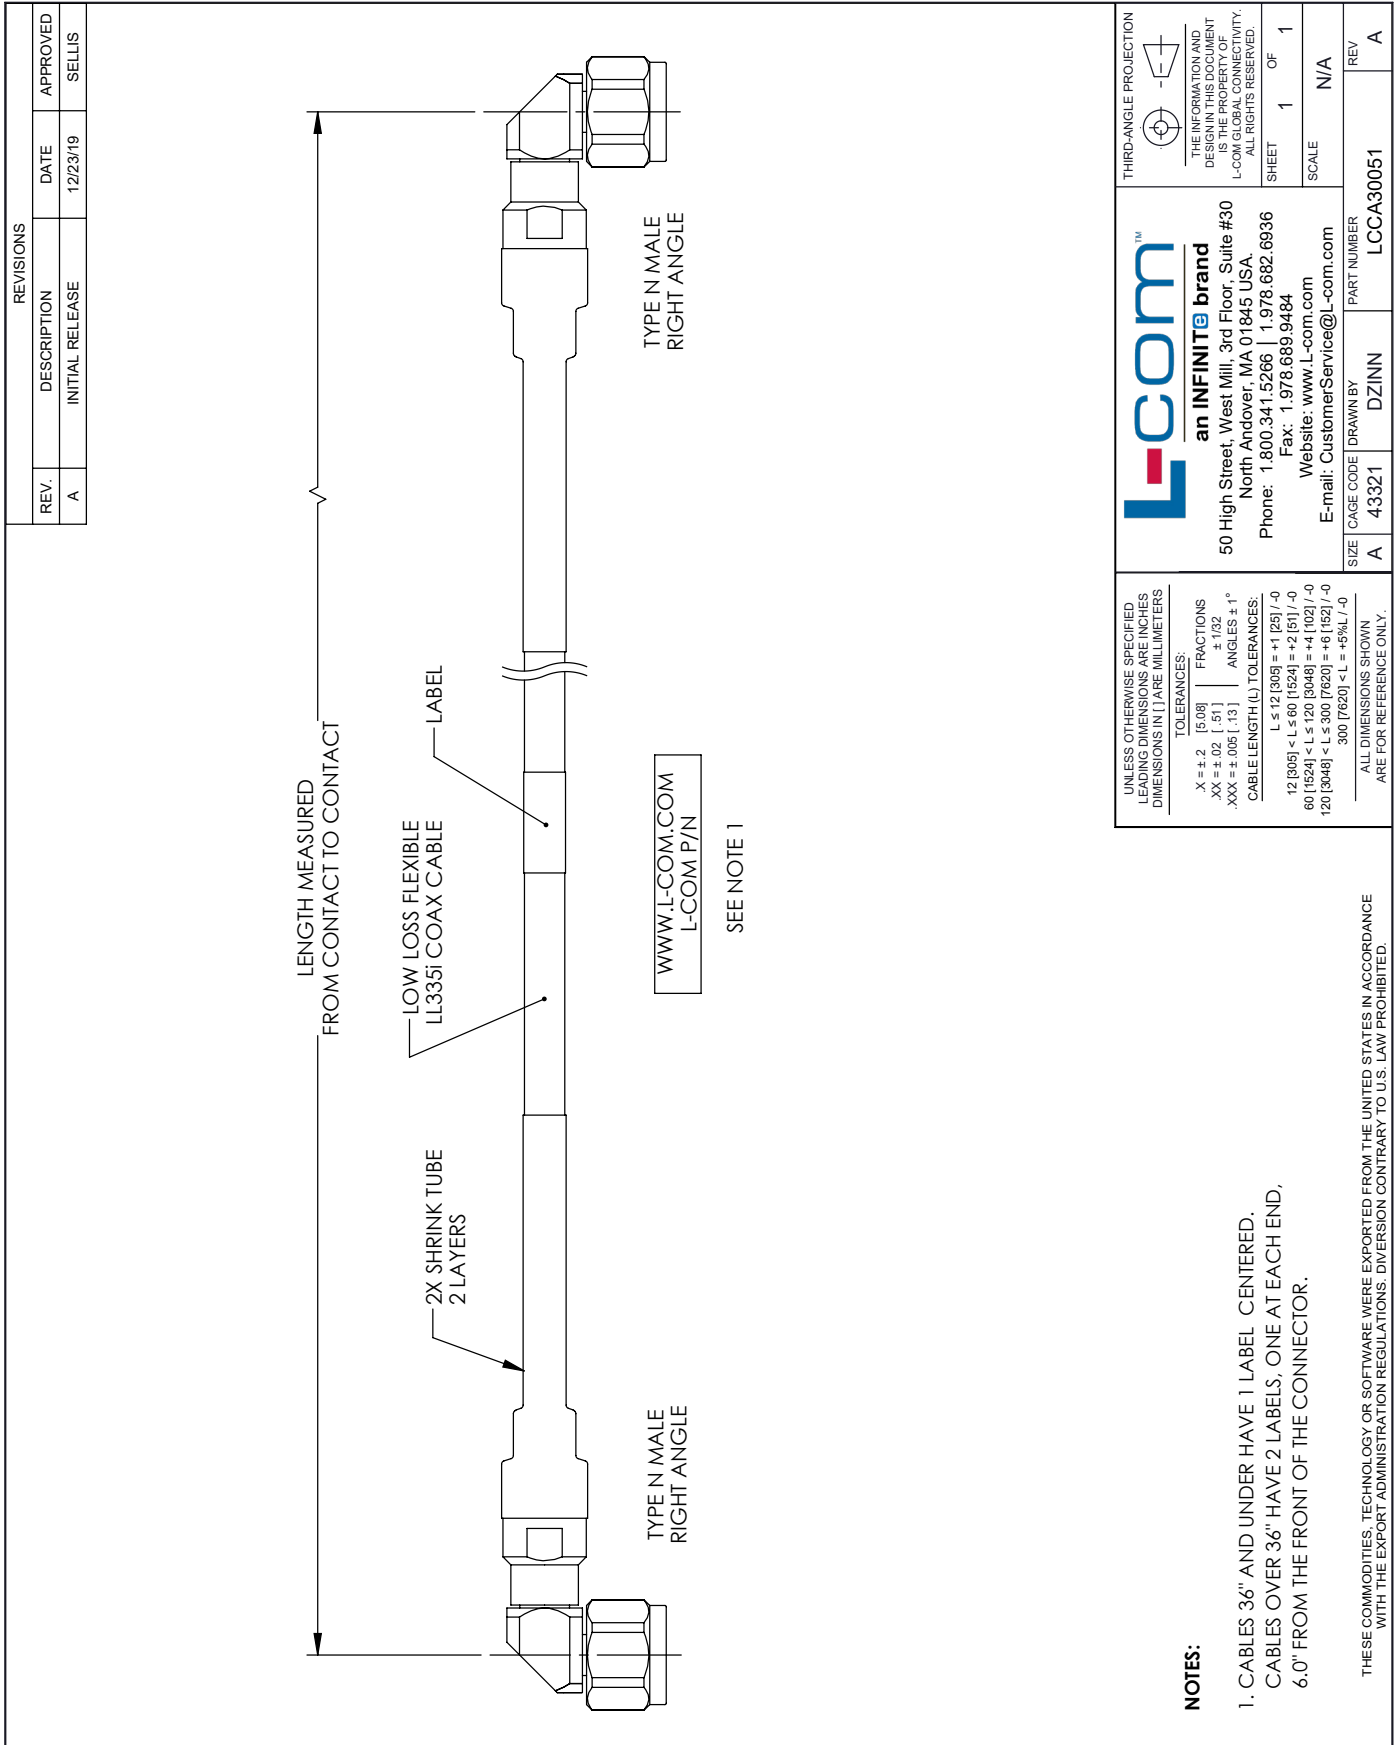 REVISIONS
REV. DESCRIPTION DATE APPROVED
A INITIAL RELEASE 12/23/19 SELLIS
LENGTH MEASURED
FROM CONTACT TO CONTACT
LOW LOSS FLEXIBLE
LL335i COAX CABLE
LABEL
2X SHRINK TUBE
2 LAYERS
TYPE N MALE
RIGHT ANGLE
TYPE N MALE
RIGHT ANGLE
WWW.L-COM.COM
L-COM P/N
SEE NOTE 1
NOTES:
1. CABLES 36" AND UNDER HAVE 1 LABEL CENTERED.
CABLES OVER 36" HAVE 2 LABELS, ONE AT EACH END,
6.0" FROM THE FRONT OF THE CONNECTOR.
THESE COMMODITIES, TECHNOLOGY OR SOFTWARE WERE EXPORTED FROM THE UNITED STATES IN ACCORDANCE
WITH THE EXPORT ADMINISTRATION REGULATIONS. DIVERSION CONTRARY TO U.S. LAW PROHIBITED.
UNLESS OTHERWISE SPECIFIED
LEADING DIMENSIONS ARE INCHES
DIMENSIONS IN [ ] ARE MILLIMETERS
TOLERANCES:
.X = ± .2 [5.08] FRACTIONS
.XX = ± .02 [ .51 ] ± 1/32
.XXX = ± .005 [ .13 ] ANGLES ± 1°
CABLE LENGTH (L) TOLERANCES:
L ≤ 12 [305] = +1 [25] / -0
12 [305] < L ≤ 60 [1524] = +2 [51] / -0
60 [1524] < L ≤ 120 [3048] = +4 [102] / -0
120 [3048] < L ≤ 300 [7620] = +6 [152] / -0
300 [7620] < L = +5%L / -0
ALL DIMENSIONS SHOWN
ARE FOR REFERENCE ONLY.
L-com™
an INFINITe brand
50 High Street, West Mill, 3rd Floor, Suite #30
North Andover, MA 01845 USA.
Phone: 1.800.341.5266 | 1.978.682.6936
Fax: 1.978.689.9484
Website: www.L-com.com
E-mail: CustomerService@L-com.com
THIRD-ANGLE PROJECTION
THE INFORMATION AND
DESIGN IN THIS DOCUMENT
IS THE PROPERTY OF
L-COM GLOBAL CONNECTIVITY.
ALL RIGHTS RESERVED.
SHEET 1 OF 1
SCALE N/A
SIZE CAGE CODE DRAWN BY PART NUMBER REV
A 43321 DZINN LCCA30051 A